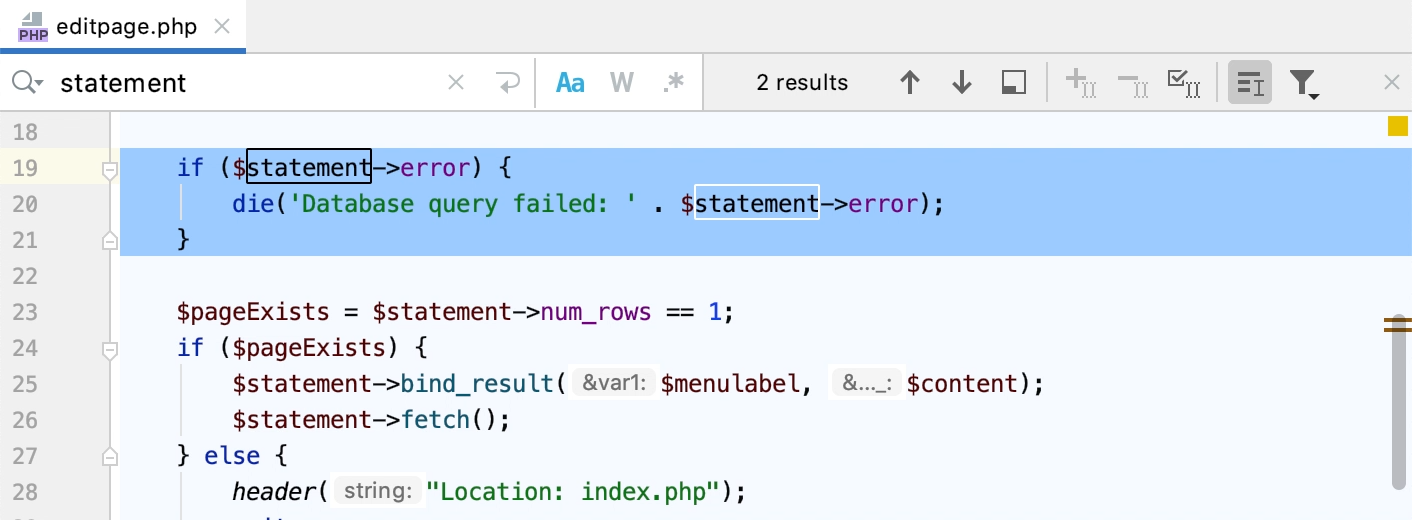 PHP editpage.php
statement Aa W .* 2 results
18
19 if ($statement->error) {
20 die('Database query failed: ' . $statement->error);
21 }
22
23 $pageExists = $statement->num_rows == 1;
24 if ($pageExists) {
25 $statement->bind_result( &var1: $menulabel, &..._: $content);
26 $statement->fetch();
27 } else {
28 header( string: "Location: index.php");